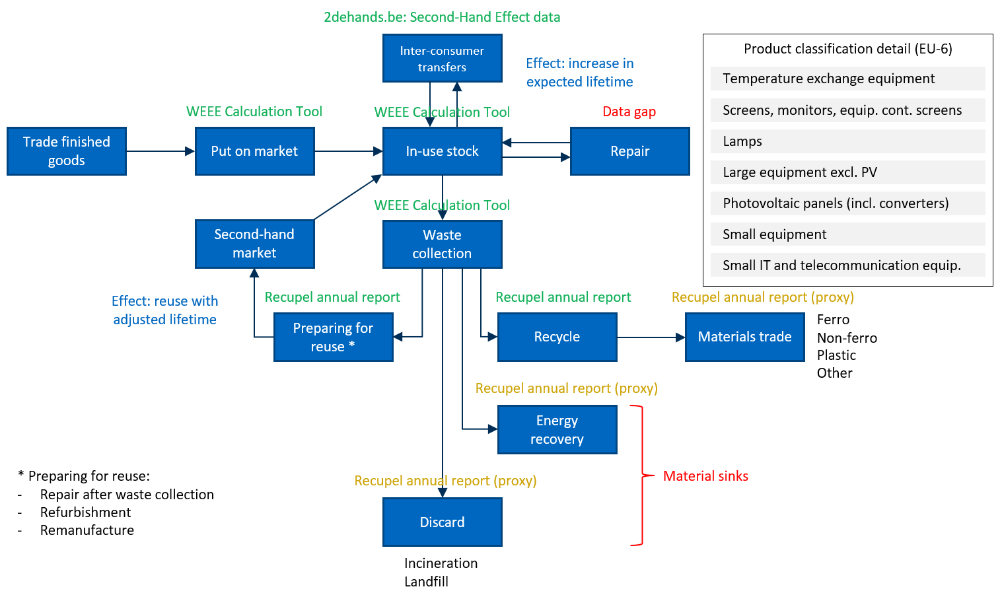 2dehands.be: Second-Hand Effect data
Inter-consumer
transfers
Effect: increase in
expected lifetime
WEEE Calculation Tool
WEEE Calculation Tool
Data gap
Trade finished
goods
Put on market
In-use stock
Repair
WEEE Calculation Tool
Second-hand
market
Waste
collection
Effect: reuse with
adjusted lifetime
Recupel annual report
Recupel annual report
Recupel annual report (proxy)
Preparing for
reuse *
Recycle
Materials trade
Ferro
Non-ferro
Plastic
Other
Recupel annual report (proxy)
Energy
recovery
Material sinks
Recupel annual report (proxy)
Discard
Incineration
Landfill
* Preparing for reuse:
- Repair after waste collection
- Refurbishment
- Remanufacture
Product classification detail (EU-6)
Temperature exchange equipment
Screens, monitors, equip. cont. screens
Lamps
Large equipment excl. PV
Photovoltaic panels (incl. converters)
Small equipment
Small IT and telecommunication equip.